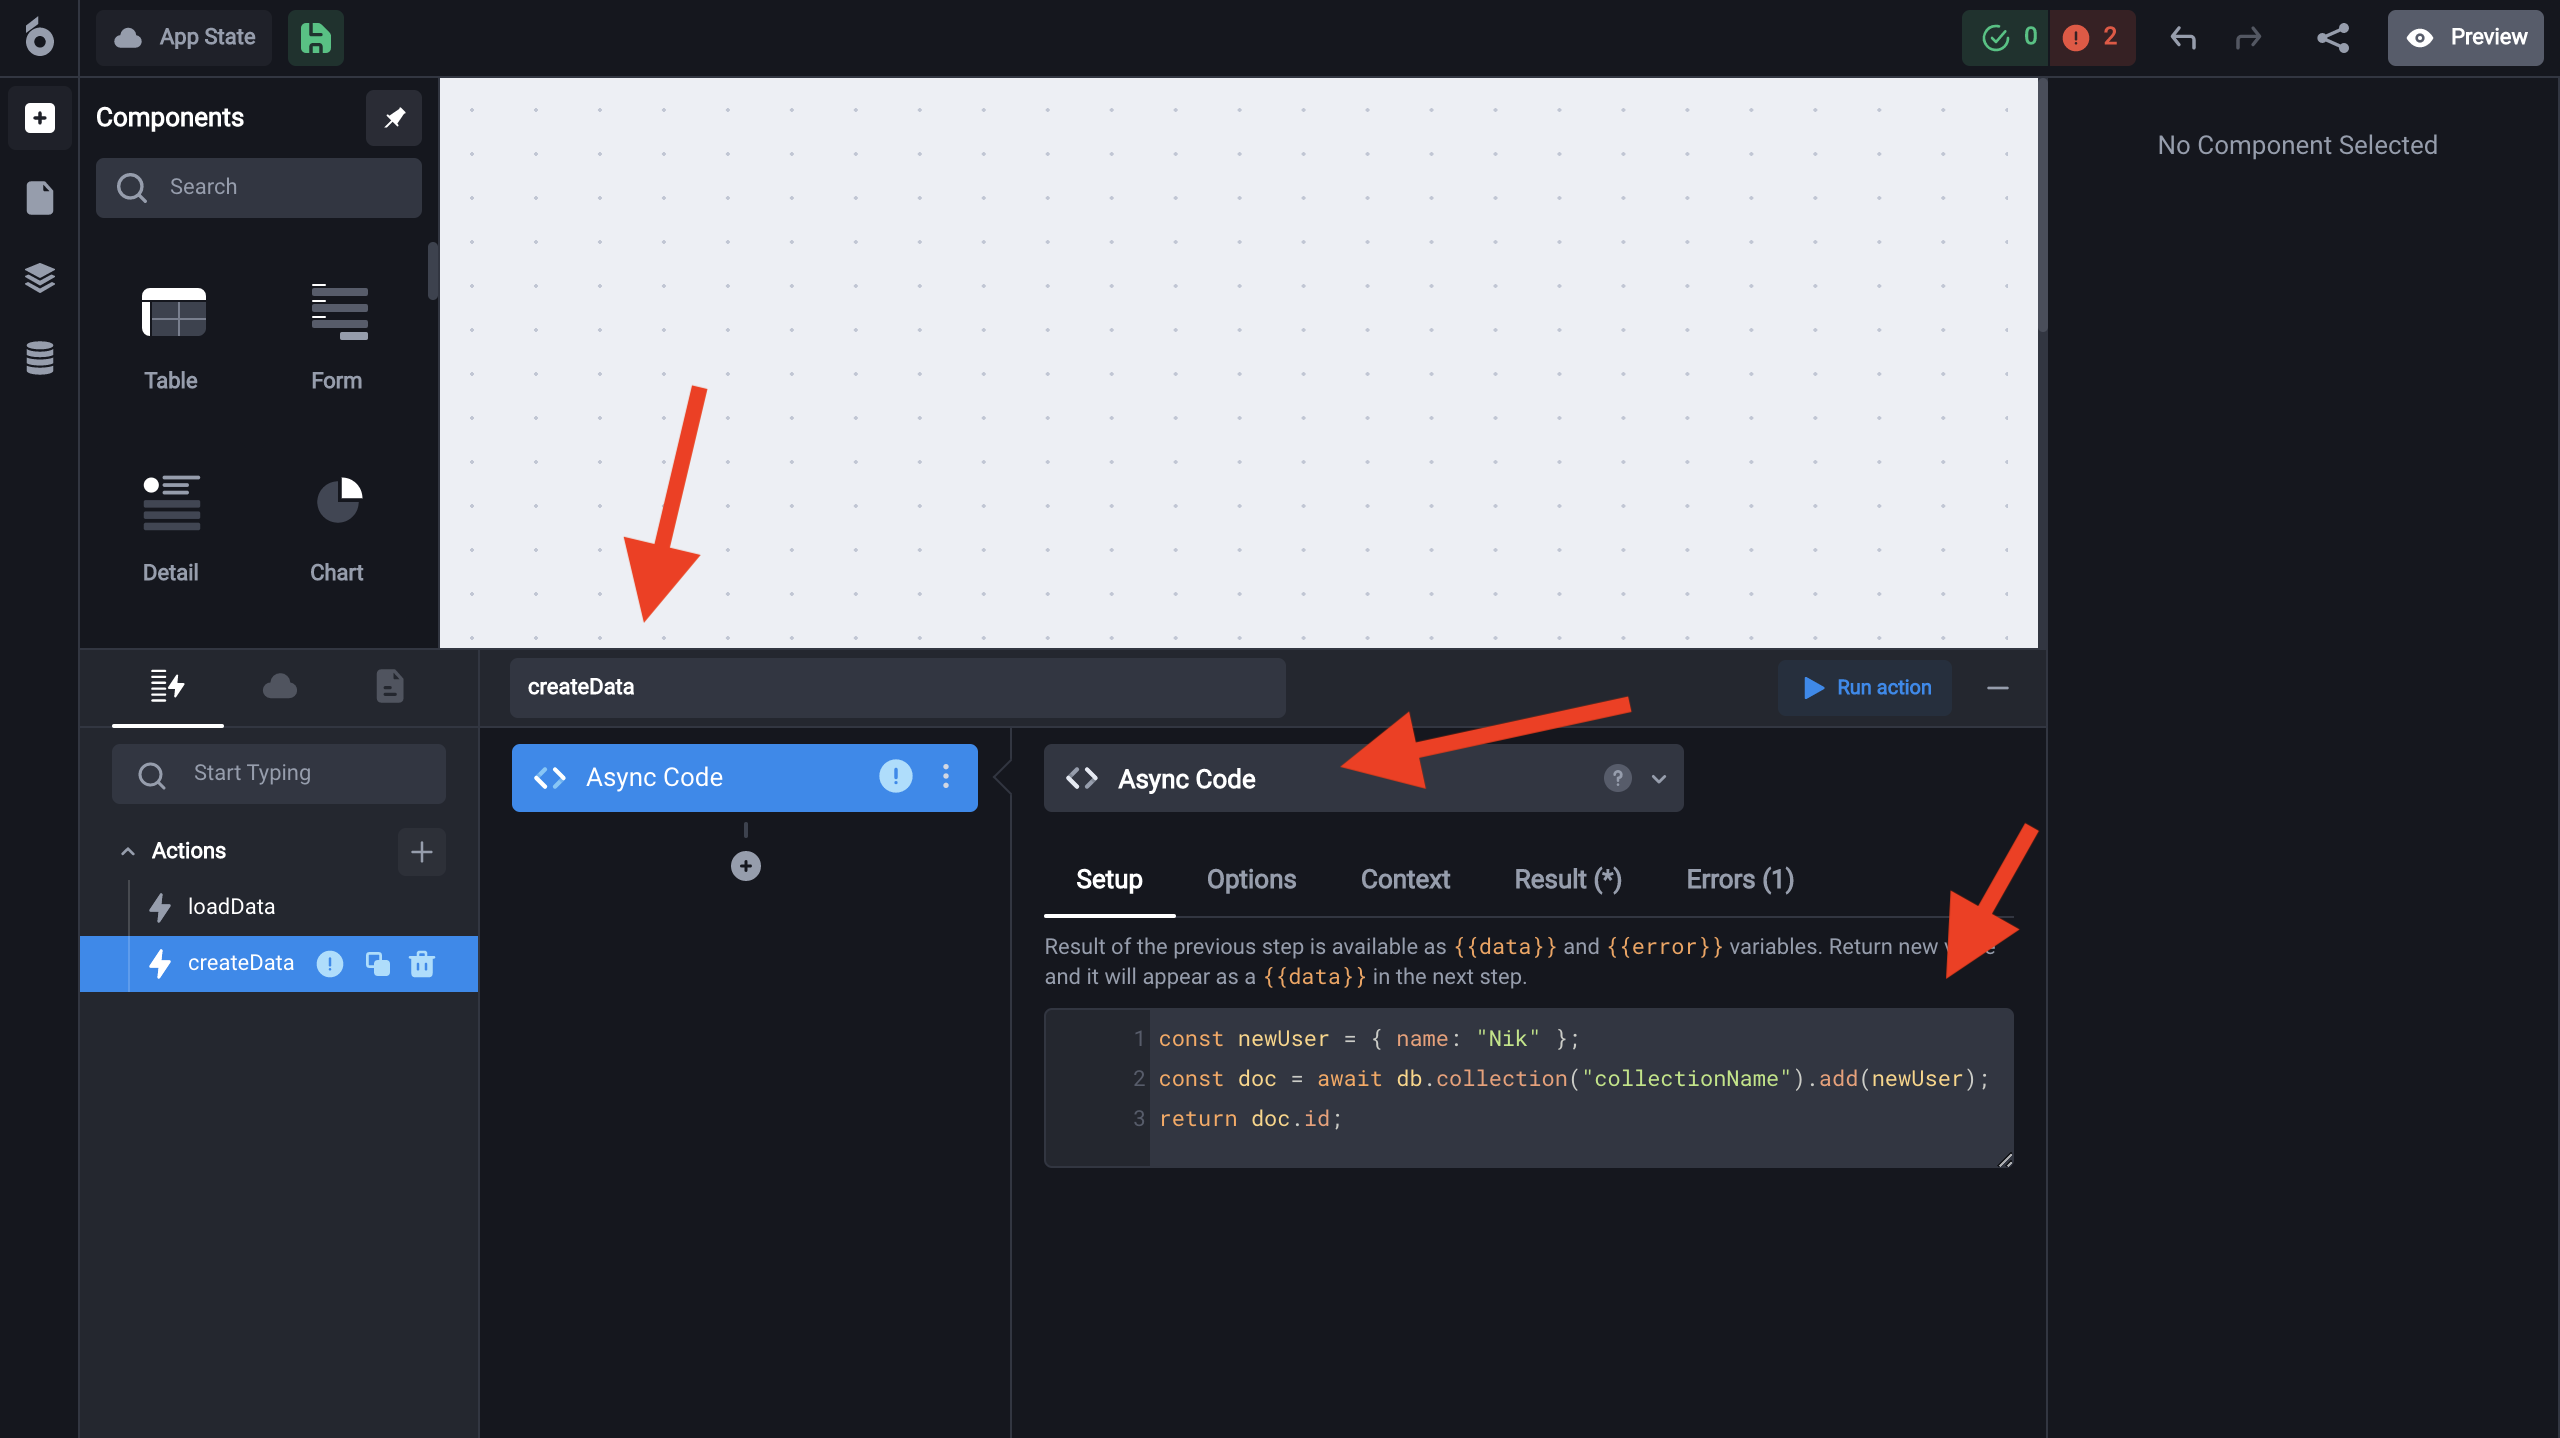 App State
0
2
Preview
Components
Search
Table
Form
Detail
Chart
No Component Selected
createData
Run action
Start Typing
Actions
loadData
createData
Async Code
Async Code
Setup
Options
Context
Result (*)
Errors (1)
Result of the previous step is available as {{data}} and {{error}} variables. Return new
and it will appear as a {{data}} in the next step.
1 const newUser = { name: "Nik" };
2 const doc = await db.collection("collectionName").add(newUser);
3 return doc.id;